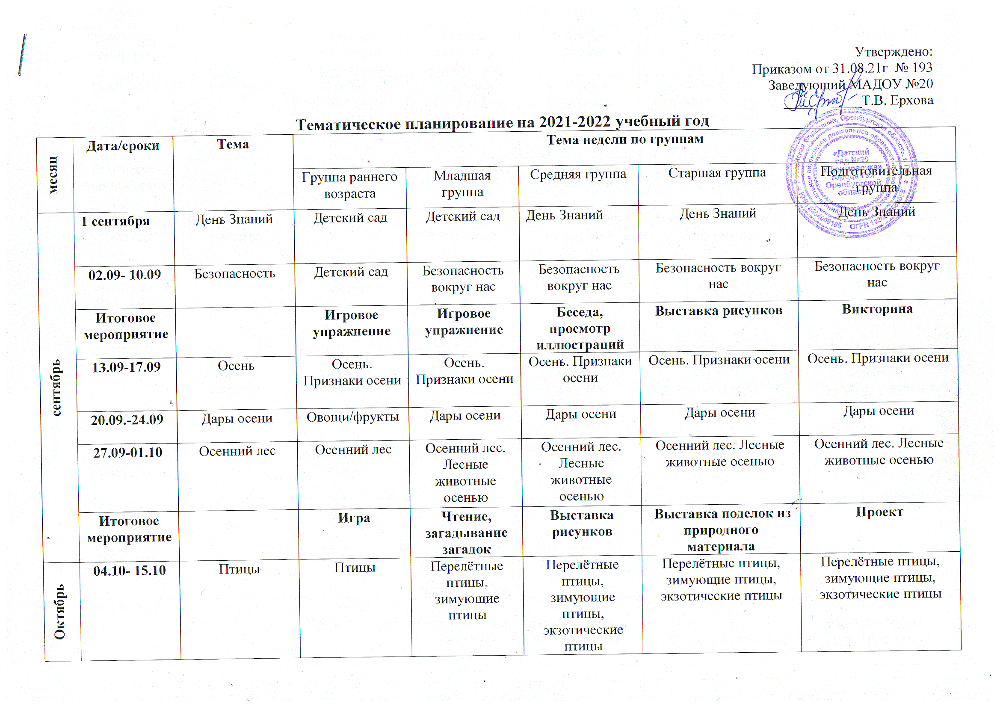 Утверждено:
Приказом от 31.08.21г № 193
Заведующий МАДОУ №20
Т.В. Ерхова
Тематическое планирование на 2021-2022 учебный год
месяц
Дата/сроки
Тема
Тема недели по группам
Группа раннего
возраста
Младшая
группа
Средняя группа
Старшая группа
Подготовительная
группа
«Детский
сад №20
«Дюймовочка»
города
Оренбургской
области
сентябрь
1 сентября
День Знаний
Детский сад
Детский сад
День Знаний
День Знаний
День Знаний
02.09- 10.09
Безопасность
Детский сад
Безопасность
вокруг нас
Безопасность
вокруг нас
Безопасность вокруг
нас
Безопасность вокруг
нас
Итоговое
мероприятие
Игровое
упражнение
Игровое
упражнение
Беседа,
просмотр
иллюстраций
Выставка рисунков
Викторина
13.09-17.09
Осень
Осень.
Признаки осени
Осень.
Признаки осени
Осень. Признаки
осени
Осень. Признаки осени
Осень. Признаки осени
20.09.-24.09
Дары осени
Овощи/фрукты
Дары осени
Дары осени
Дары осени
Дары осени
27.09-01.10
Осенний лес
Осенний лес
Осенний лес.
Лесные
животные
осенью
Осенний лес.
Лесные
животные
осенью
Осенний лес. Лесные
животные осенью
Осенний лес. Лесные
животные осенью
Итоговое
мероприятие
Игра
Чтение,
загадывание
загадок
Выставка
рисунков
Выставка поделок из
природного
материала
Проект
Октябрь
04.10- 15.10
Птицы
Птицы
Перелётные
птицы,
зимующие
птицы
Перелётные
птицы,
зимующие
птицы,
экзотические
птицы
Перелётные птицы,
зимующие птицы,
экзотические птицы
Перелётные птицы,
зимующие птицы,
экзотические птицы